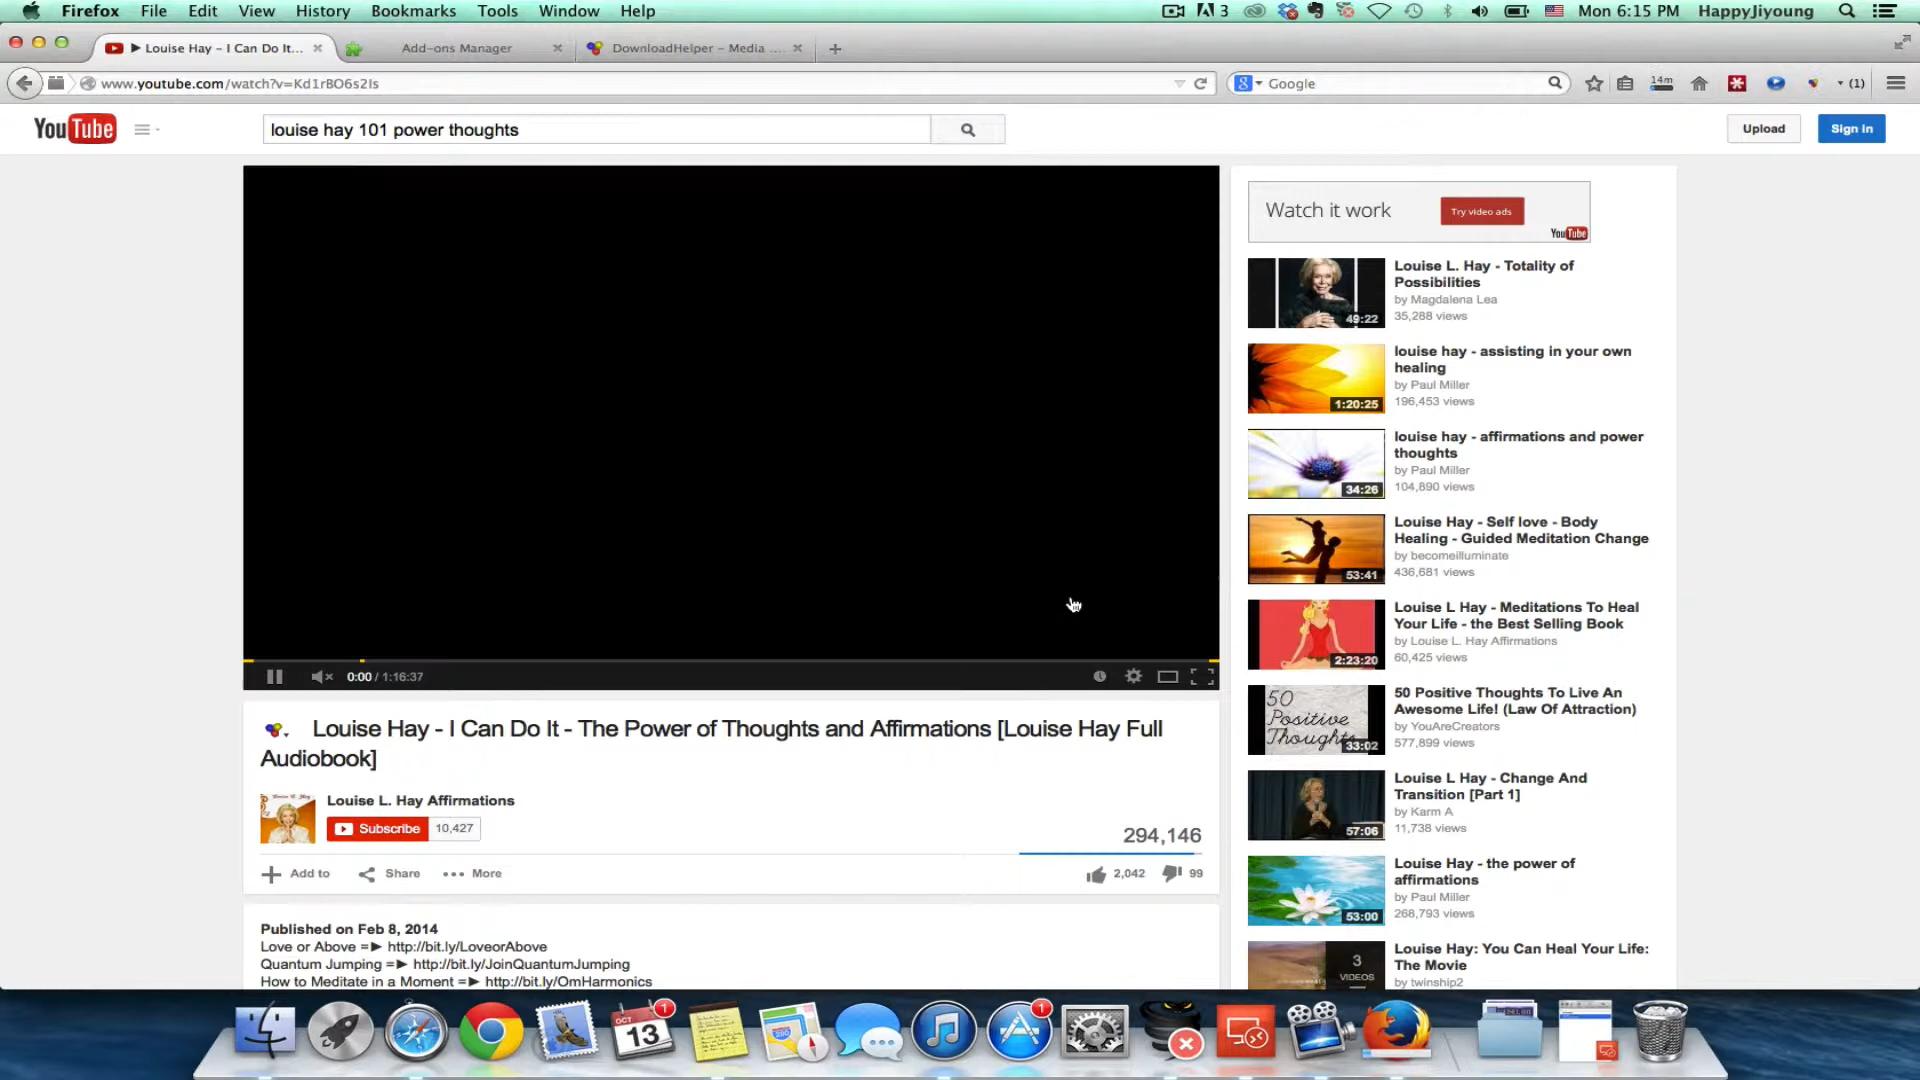 Firefox File Edit View History Bookmarks Tools Window Help 3 Mon 6:15 PM HappyJiyoung
▶ Louise Hay - I Can Do It... Add-ons Manager DownloadHelper - Media ....
www.youtube.com/watch?v=Kd1rBO6s2Is Google 14m (1)
YouTube louise hay 101 power thoughts Upload Sign in
Watch it work Try video ads
YouTube
Louise L. Hay - Totality of
Possibilities
by Magdalena Lea
35,288 views
49:22
louise hay - assisting in your own
healing
by Paul Miller
196,453 views
1:20:25
louise hay - affirmations and power
thoughts
by Paul Miller
104,890 views
34:26
Louise Hay - Self love - Body
Healing - Guided Meditation Change
by becomeilluminate
436,681 views
53:41
Louise L Hay - Meditations To Heal
Your Life - the Best Selling Book
by Louise L. Hay Affirmations
60,425 views
2:23:20
50 Positive Thoughts To Live An
Awesome Life! (Law Of Attraction)
by YouAreCreators
577,899 views
50
Positive
Thoughts
33:02
Louise L Hay - Change And
Transition [Part 1]
by Karm A
11,738 views
57:06
Louise Hay - the power of
affirmations
by Paul Miller
268,793 views
53:00
Louise Hay: You Can Heal Your Life:
The Movie
by twinship2
3
VIDEOS
0:00 / 1:16:37
Louise Hay - I Can Do It - The Power of Thoughts and Affirmations [Louise Hay Full
Audiobook]
Louise L. Hay Affirmations
Subscribe 10,427
294,146
Add to Share More 2,042 99
Published on Feb 8, 2014
Love or Above =► http://bit.ly/LoveorAbove
Quantum Jumping =► http://bit.ly/JoinQuantumJumping
How to Meditate in a Moment =► http://bit.ly/OmHarmonics
OCT
13
1
1